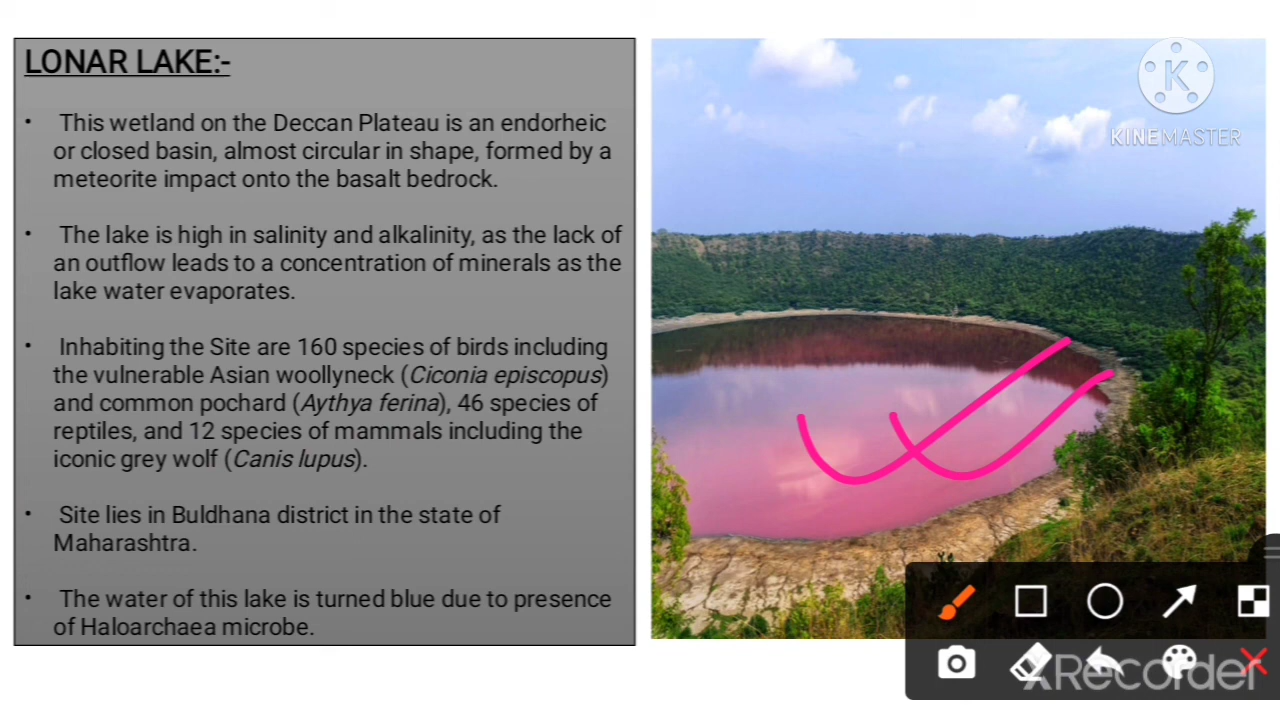 LONAR LAKE:-
• This wetland on the Deccan Plateau is an endorheic
or closed basin, almost circular in shape, formed by a
meteorite impact onto the basalt bedrock.
• The lake is high in salinity and alkalinity, as the lack of
an outflow leads to a concentration of minerals as the
lake water evaporates.
• Inhabiting the Site are 160 species of birds including
the vulnerable Asian woollyneck (Ciconia episcopus)
and common pochard (Aythya ferina), 46 species of
reptiles, and 12 species of mammals including the
iconic grey wolf (Canis lupus).
• Site lies in Buldhana district in the state of
Maharashtra.
• The water of this lake is turned blue due to presence
of Haloarchaea microbe.
K
KINEMASTER
XRecorder